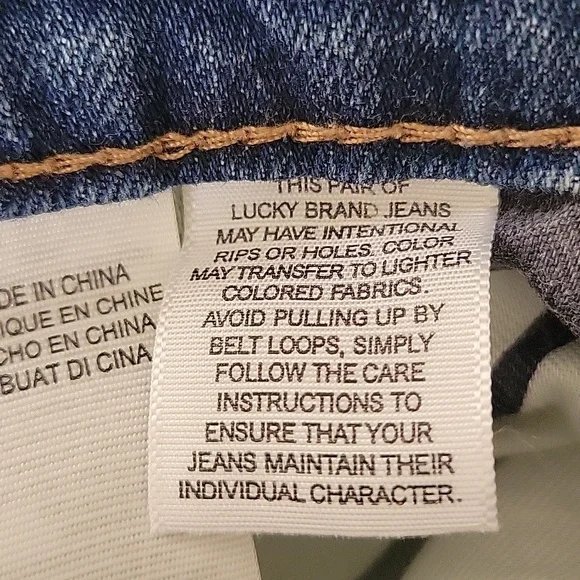 DE IN CHINA
IQUE EN CHINE
CHO EN CHINA
BUAT DI CINA
THIS PAIR OF
LUCKY BRAND JEANS
MAY HAVE INTENTIONAL
RIPS OR HOLES. COLOR
MAY TRANSFER TO LIGHTER
COLORED FABRICS.
AVOID PULLING UP BY
BELT LOOPS, SIMPLY
FOLLOW THE CARE
INSTRUCTIONS TO
ENSURE THAT YOUR
JEANS MAINTAIN THEIR
INDIVIDUAL CHARACTER.